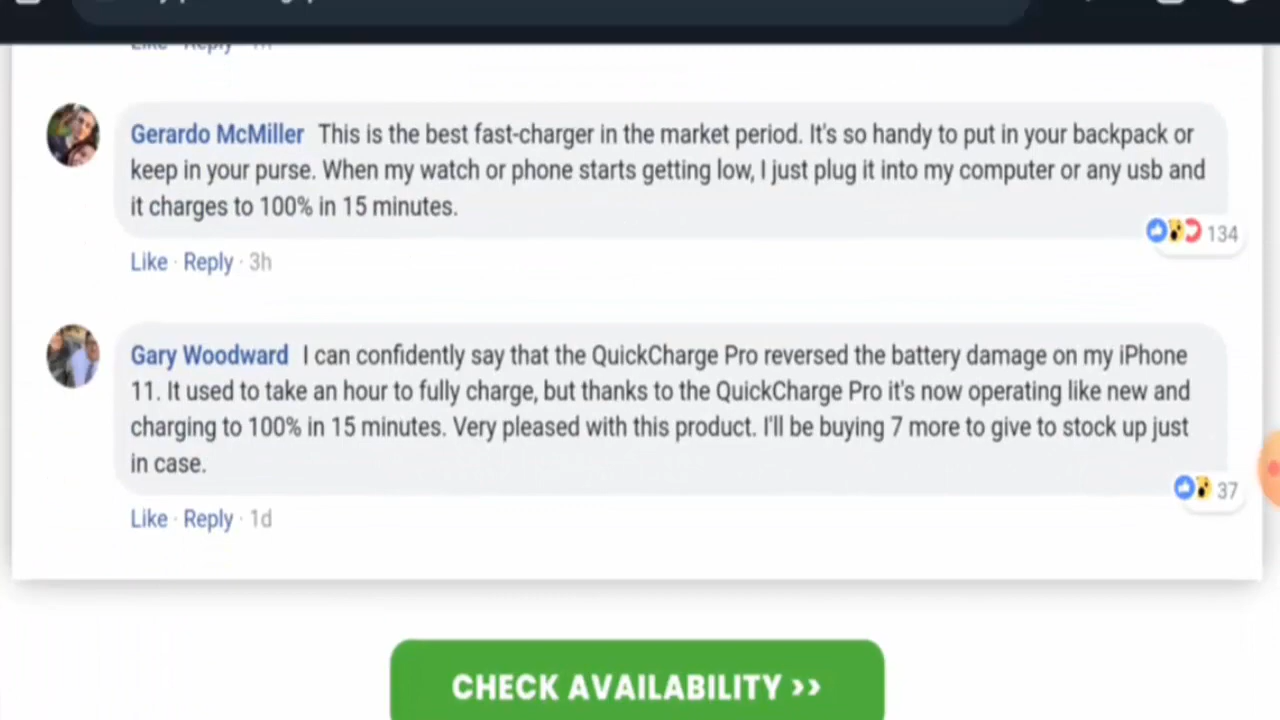 Like · Reply
Gerardo McMiller This is the best fast-charger in the market period. It's so handy to put in your backpack or
keep in your purse. When my watch or phone starts getting low, I just plug it into my computer or any usb and
it charges to 100% in 15 minutes.
134
Like · Reply · 3h
Gary Woodward I can confidently say that the QuickCharge Pro reversed the battery damage on my iPhone
11. It used to take an hour to fully charge, but thanks to the QuickCharge Pro it's now operating like new and
charging to 100% in 15 minutes. Very pleased with this product. I'll be buying 7 more to give to stock up just
in case.
37
Like · Reply · 1d
CHECK AVAILABILITY >>